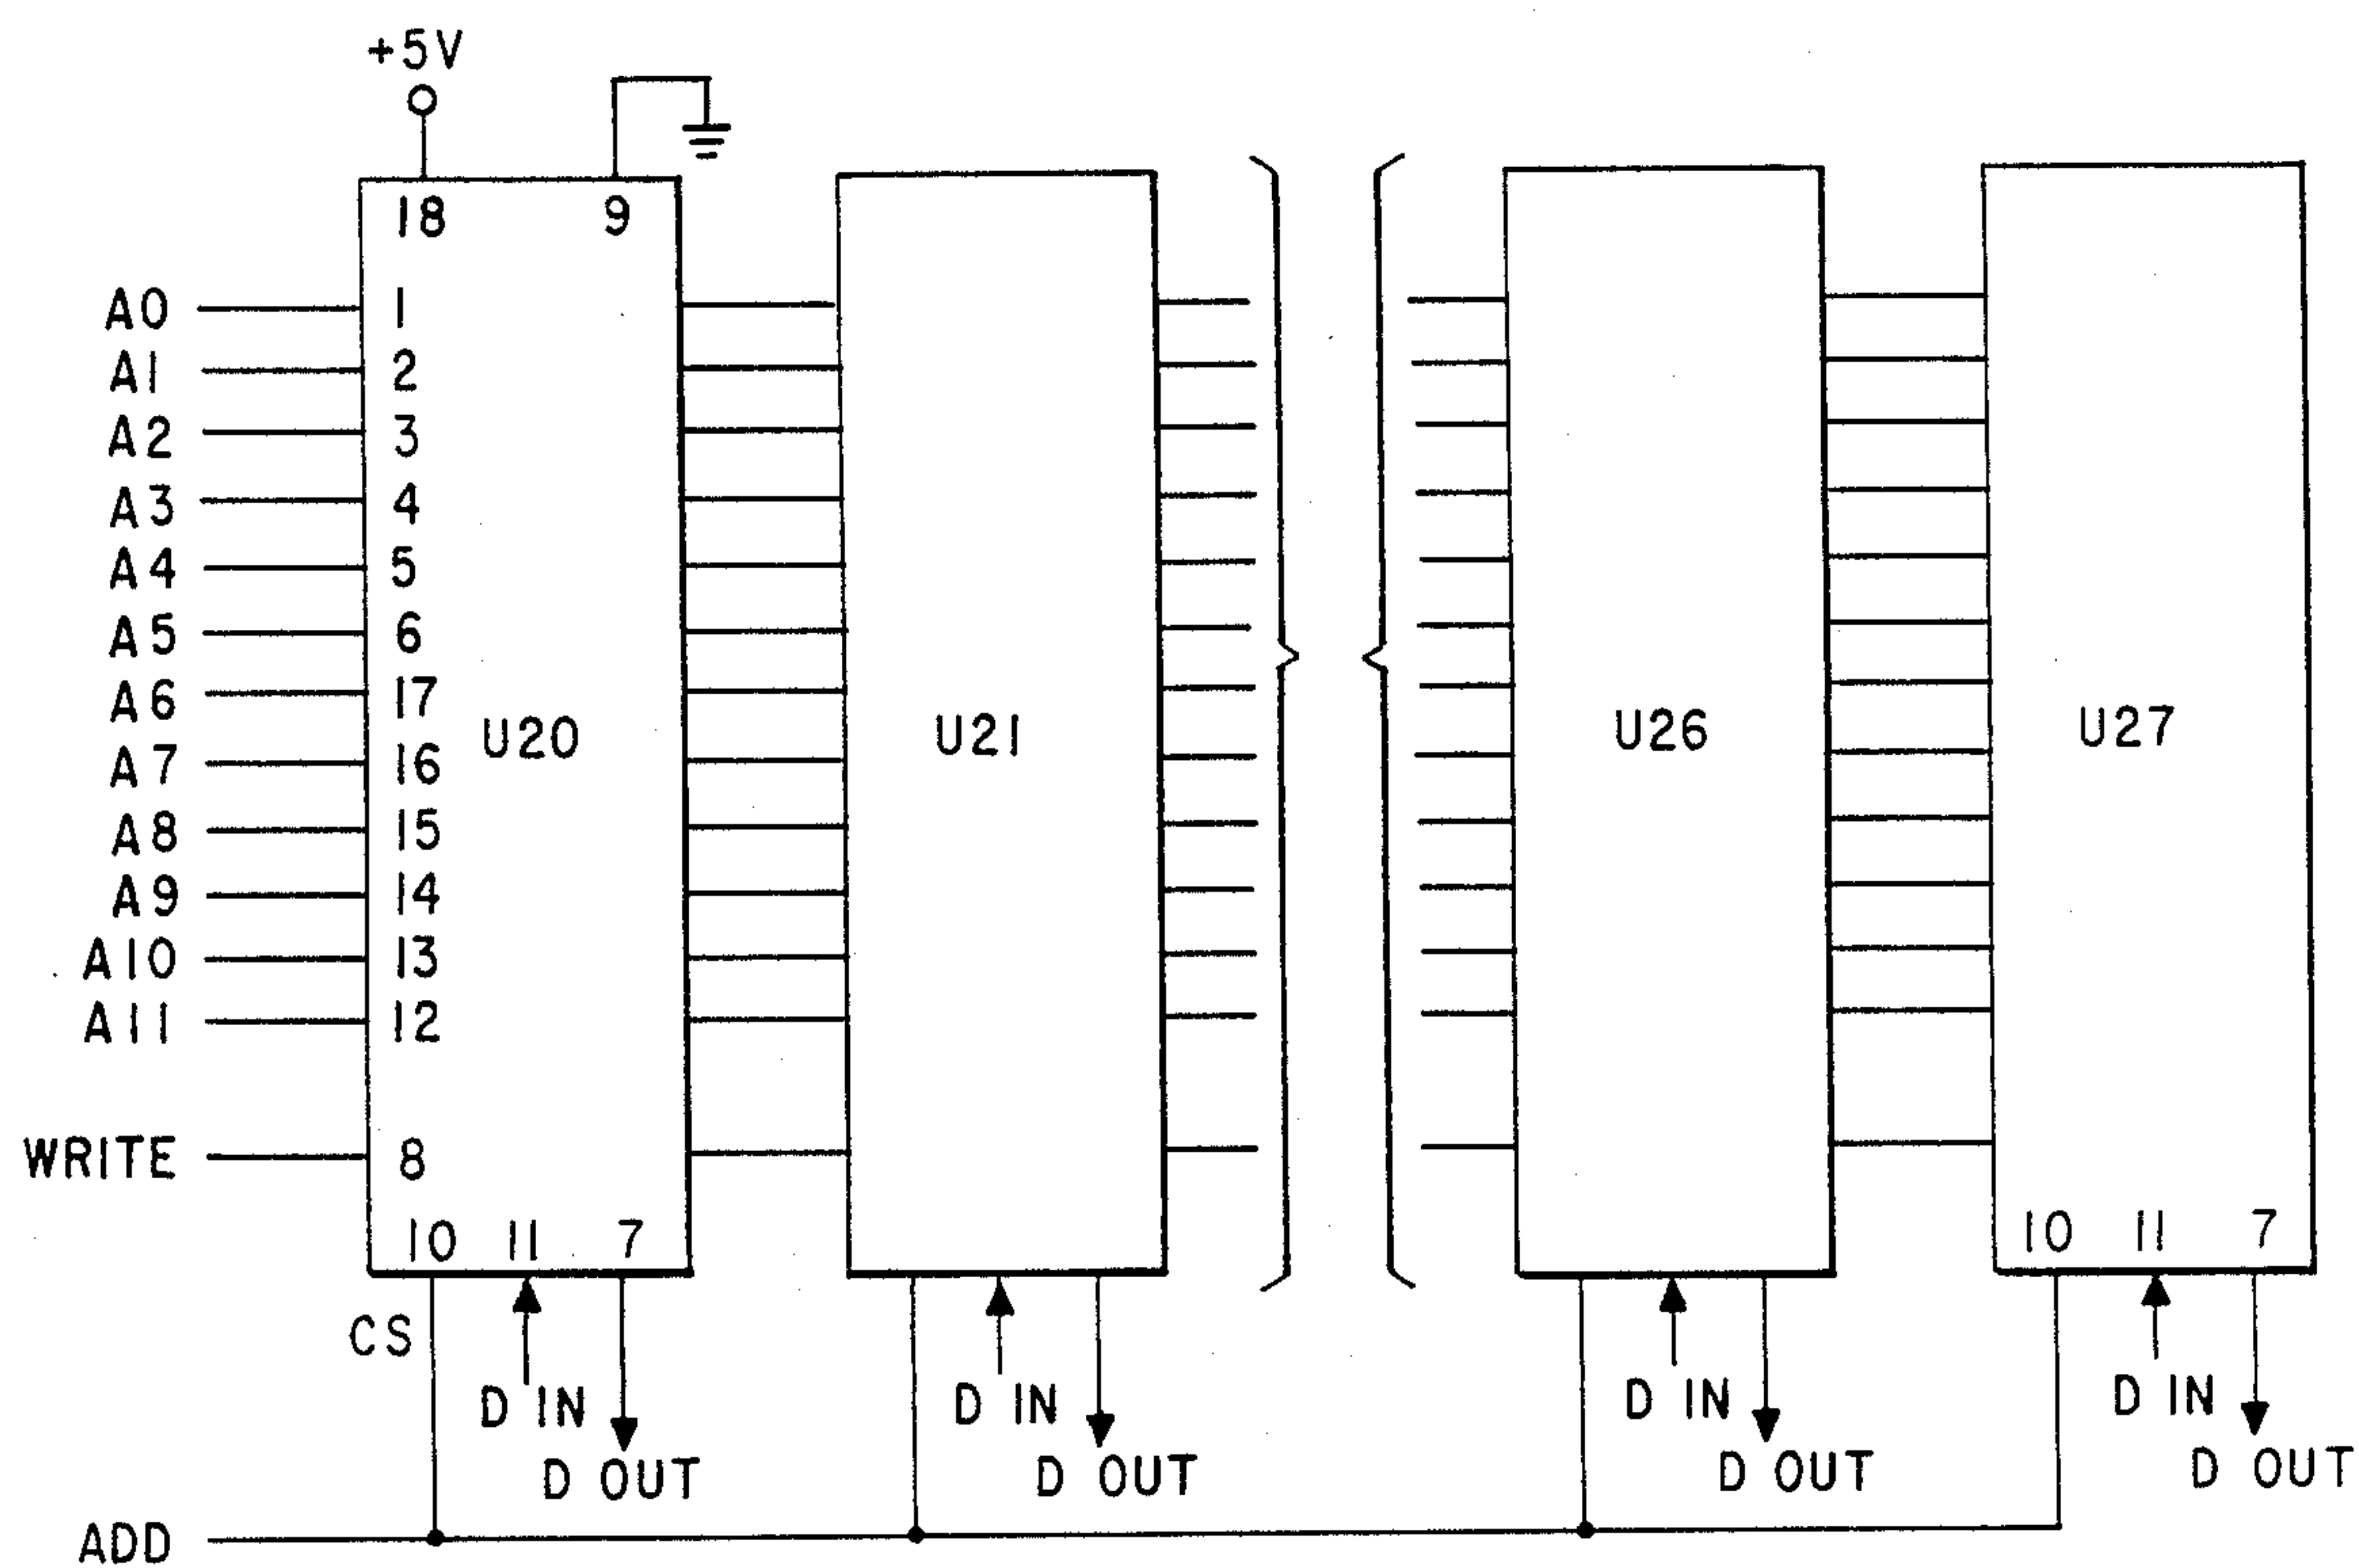 +5V
18 9
A0 1
A1 2
A2 3
A3 4
A4 5
A5 6
A6 17
U20 U21 U26 U27
A7 16
A8 15
A9 14
A10 13
A11 12
WRITE 8
10 11 7 10 11 7
CS
D IN D IN D IN D IN
D OUT D OUT D OUT D OUT
ADD